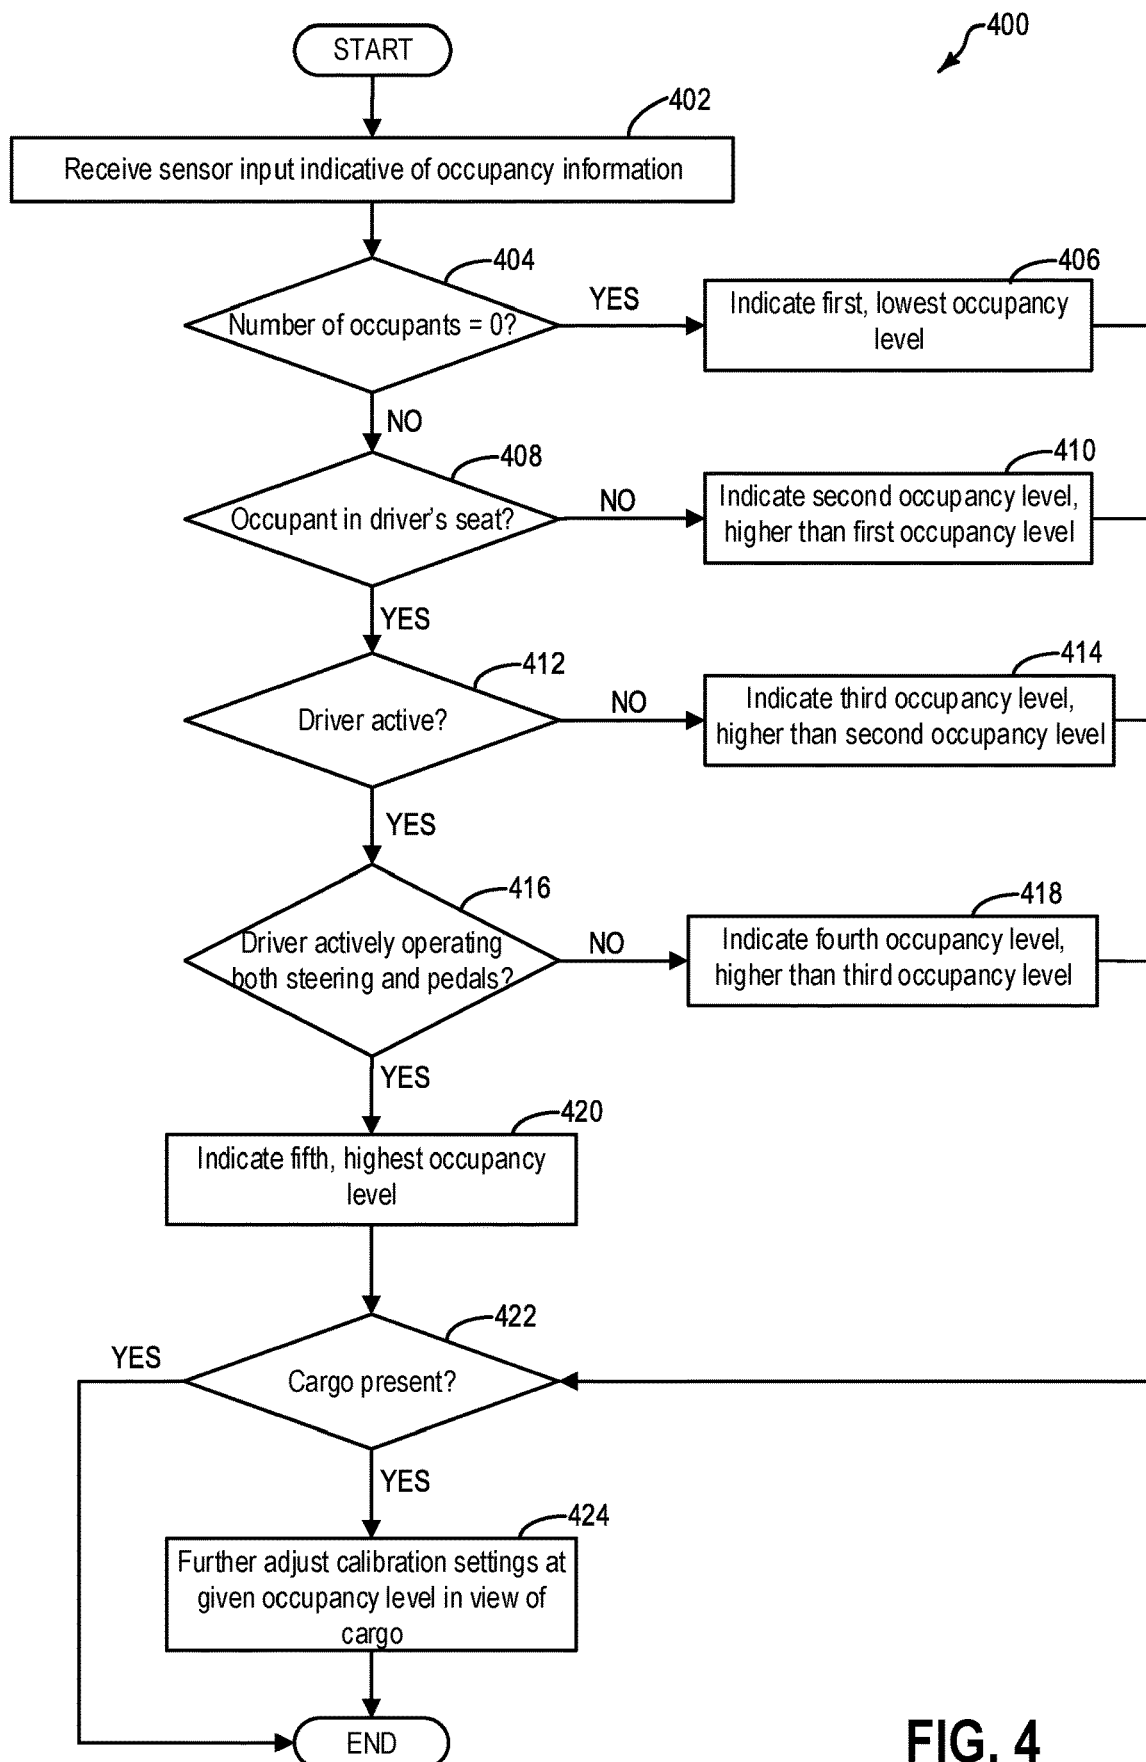 400
START
402
Receive sensor input indicative of occupancy information
404
Number of occupants = 0?
YES
406
Indicate first, lowest occupancy
level
NO
408
Occupant in driver's seat?
NO
410
Indicate second occupancy level,
higher than first occupancy level
YES
412
Driver active?
NO
414
Indicate third occupancy level,
higher than second occupancy level
YES
416
Driver actively operating
both steering and pedals?
NO
418
Indicate fourth occupancy level,
higher than third occupancy level
YES
420
Indicate fifth, highest occupancy
level
422
YES
Cargo present?
YES
424
Further adjust calibration settings at
given occupancy level in view of
cargo
END
FIG. 4